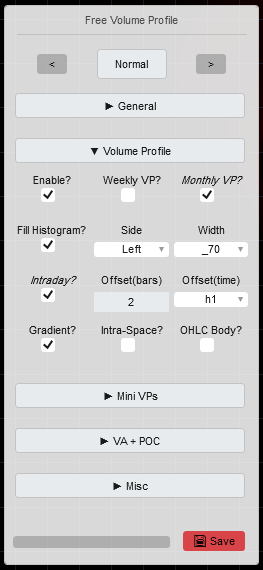 Free Volume Profile
< Normal >
▶ General
▼ Volume Profile
Enable? Weekly VP? Monthly VP?
Fill Histogram? Side Width
Left _70
Intraday? Offset(bars) Offset(time)
2 h1
Gradient? Intra-Space? OHLC Body?
▶ Mini VPs
▶ VA + POC
▶ Misc
Save